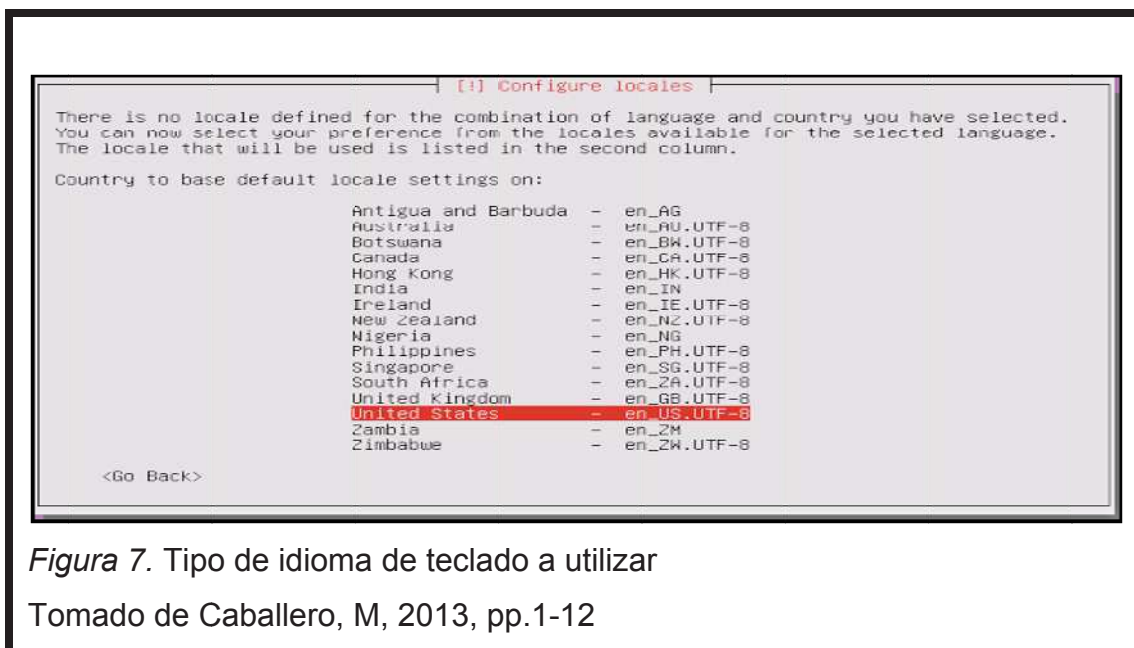 [!] Configure locales
There is no locale defined for the combination of language and country you have selected.
You can now select your preference from the locales available for the selected language.
The locale that will be used is listed in the second column.
Country to base default locale settings on:
Antigua and Barbuda - en_AG
Australia - en_AU.UTF-8
Botswana - en_BW.UTF-8
Canada - en_CA.UTF-8
Hong Kong - en_HK.UTF-8
India - en_IN
Ireland - en_IE.UTF-8
New Zealand - en_NZ.UTF-8
Nigeria - en_NG
Philippines - en_PH.UTF-8
Singapore - en_SG.UTF-8
South Africa - en_ZA.UTF-8
United Kingdom - en_GB.UTF-8
United States - en_US.UTF-8
Zambia - en_ZM
Zimbabwe - en_ZW.UTF-8
<Go Back>
Figura 7. Tipo de idioma de teclado a utilizar
Tomado de Caballero, M, 2013, pp.1-12